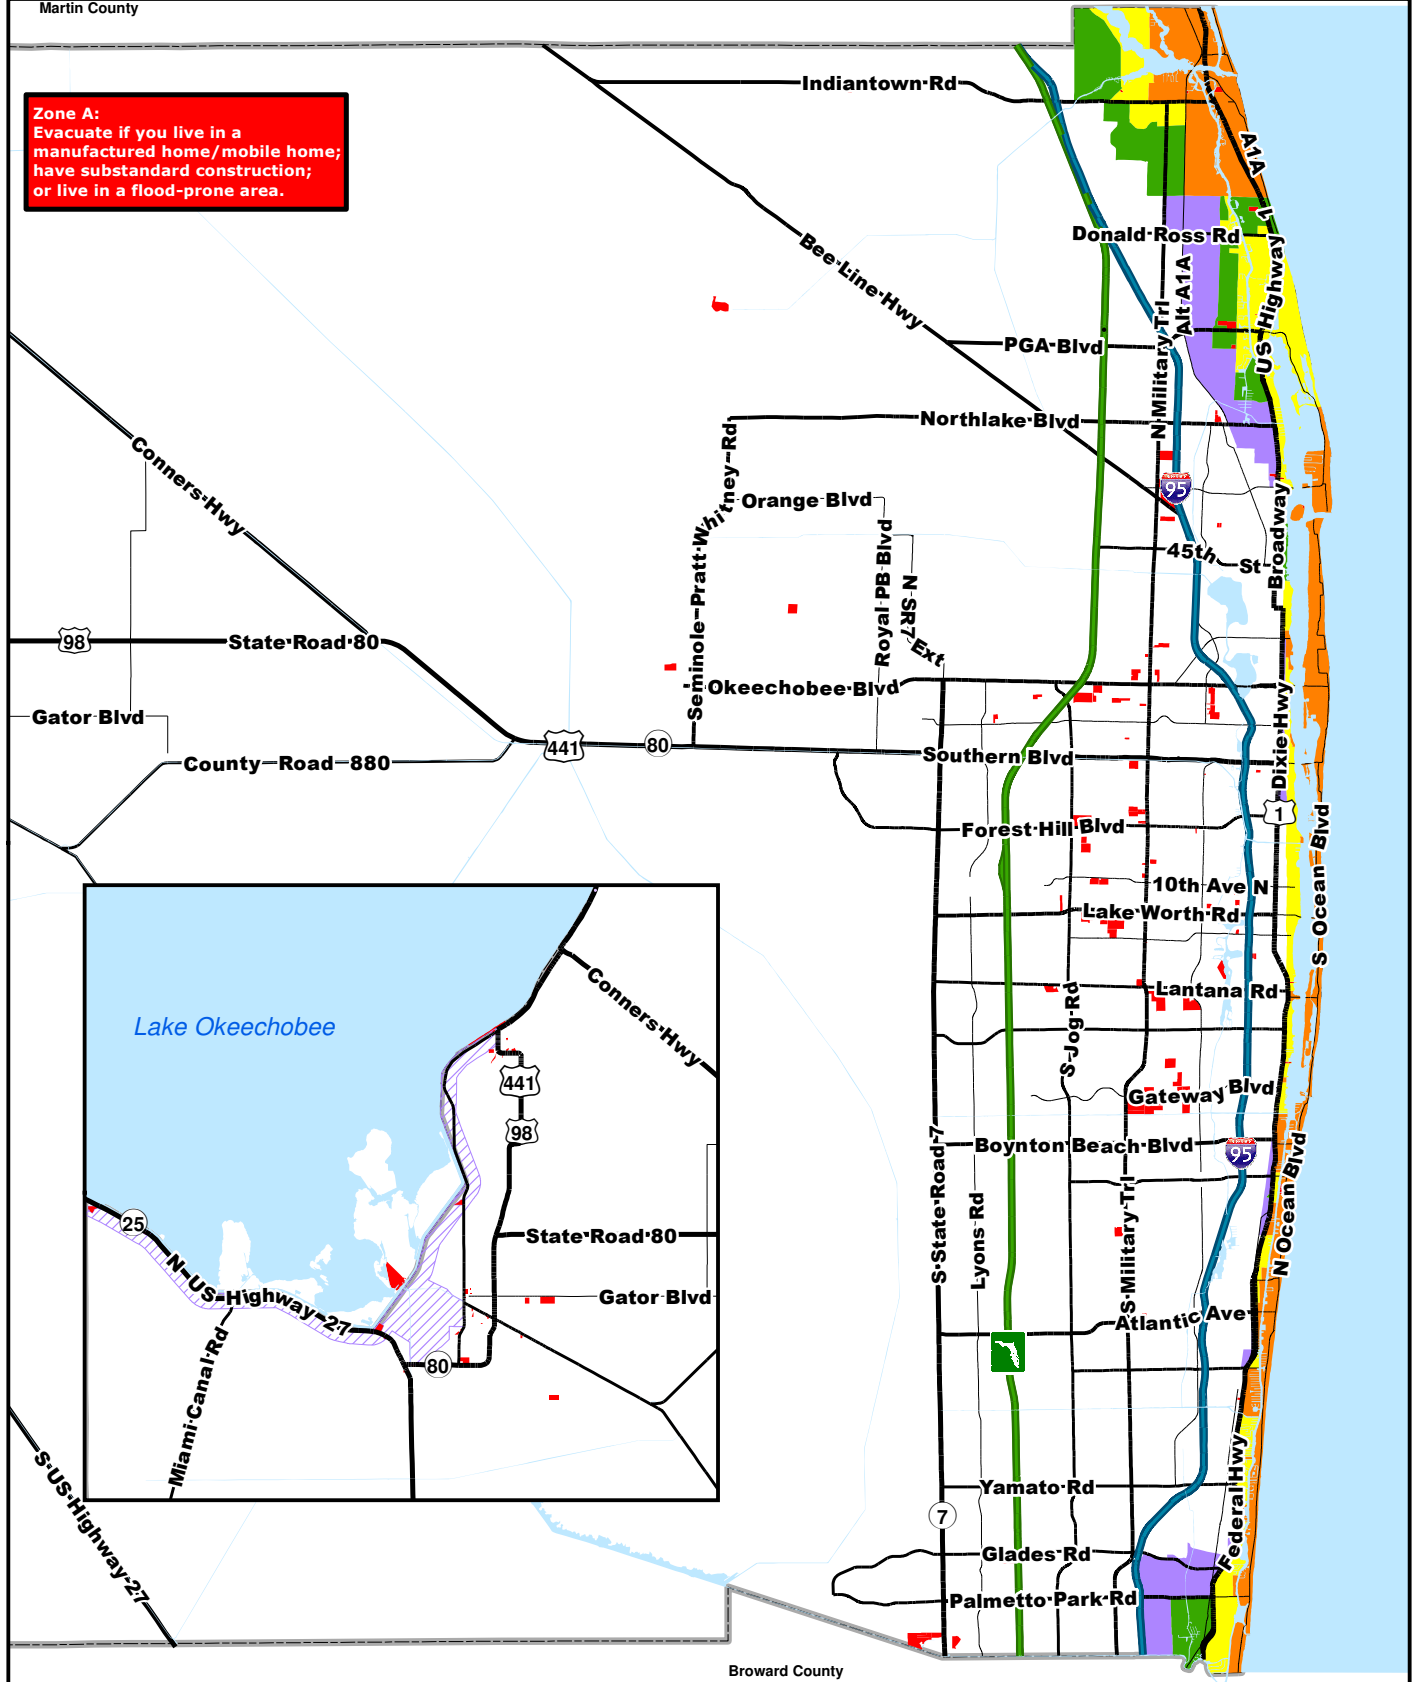 Martin County
Indiantown Rd
Zone A:
Evacuate if you live in a
manufactured home/mobile home;
have substandard construction;
or live in a flood-prone area.
A1A
1
Donald Ross Rd
Bee Line Hwy
Alt A1A
US Highway
N Military Trl
PGA Blvd
Northlake Blvd
Conners Hwy
Seminole Pratt Whitney Rd
Orange Blvd
95
Broadway
Royal PB Blvd
45th St
N SR7 Ext
98
State Road 80
Okeechobee Blvd
Gator Blvd
Dixie Hwy
441
80
Southern Blvd
County Road 880
1
Forest Hill Blvd
S Ocean Blvd
10th Ave N
Lake Worth Rd
Lantana Rd
S Jog Rd
Lake Okeechobee
Conners Hwy
441
98
Gateway Blvd
Boynton Beach Blvd
95
N Ocean Blvd
S State Road 7
Lyons Rd
S Military Trl
25
State Road 80
N US Highway 27
Gator Blvd
Atlantic Ave
Miami Canal Rd
80
S US Highway 27
Federal Hwy
Yamato Rd
7
Glades Rd
Palmetto Park Rd
Broward County